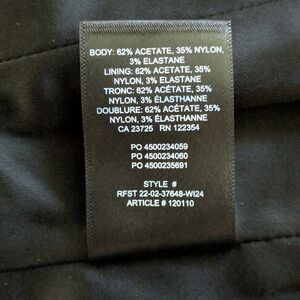 BODY: 62% ACETATE, 35% NYLON,
3% ELASTANE
LINING: 62% ACETATE, 35%
NYLON, 3% ELASTANE
TRONC: 62% ACÉTATE, 35%
NYLON, 3% ÉLASTHANNE
DOUBLURE: 62% ACÉTATE, 35%
NYLON, 3% ÉLASTHANNE
CA 23725 RN 122354
PO 4500234059
PO 4500234060
PO 4500235691
STYLE #
RFST 22-02-37648-WI24
ARTICLE # 120110